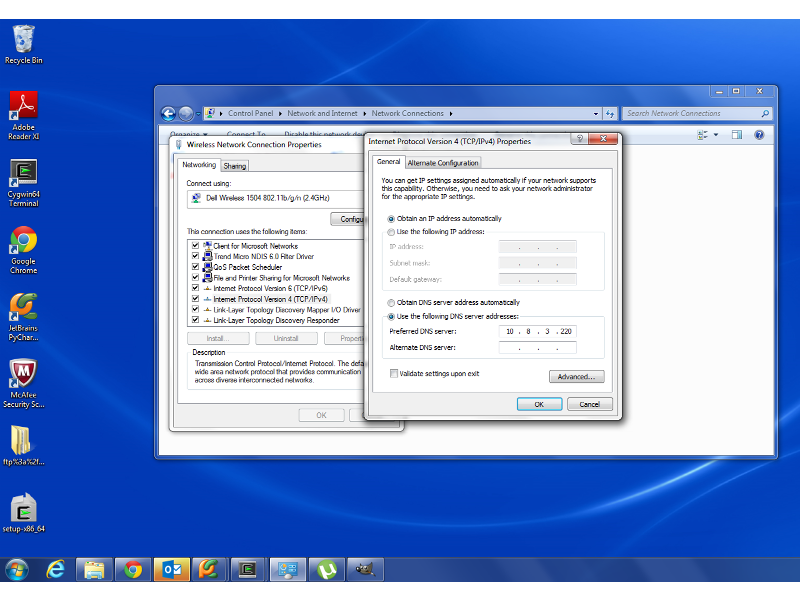 Recycle Bin
Adobe
Reader XI
Cygwin64
Terminal
Google
Chrome
JetBrains
PyChar...
McAfee
Security Sc...
ftp%3a%2f...
setup-x86_64
Control Panel
Network and Internet
Network Connections
Search Network Connections
Organize
Connect To
Disable this network dev
Wireless Network Connection Properties
Networking
Sharing
Connect using:
Dell Wireless 1504 802.11b/g/n (2.4GHz)
Configu
This connection uses the following items:
Client for Microsoft Networks
Trend Micro NDIS 6.0 Filter Driver
QoS Packet Scheduler
File and Printer Sharing for Microsoft Networks
Internet Protocol Version 6 (TCP/IPv6)
Internet Protocol Version 4 (TCP/IPv4)
Link-Layer Topology Discovery Mapper I/O Driver
Link-Layer Topology Discovery Responder
Install...
Uninstall
Properti
Description
Transmission Control Protocol/Internet Protocol. The defa
wide area network protocol that provides communication
across diverse interconnected networks.
OK
Internet Protocol Version 4 (TCP/IPv4) Properties
General
Alternate Configuration
You can get IP settings assigned automatically if your network supports
this capability. Otherwise, you need to ask your network administrator
for the appropriate IP settings.
Obtain an IP address automatically
Use the following IP address:
IP address:
Subnet mask:
Default gateway:
Obtain DNS server address automatically
Use the following DNS server addresses:
Preferred DNS server:
10 . 8 . 3 . 220
Alternate DNS server:
Validate settings upon exit
Advanced...
OK
Cancel